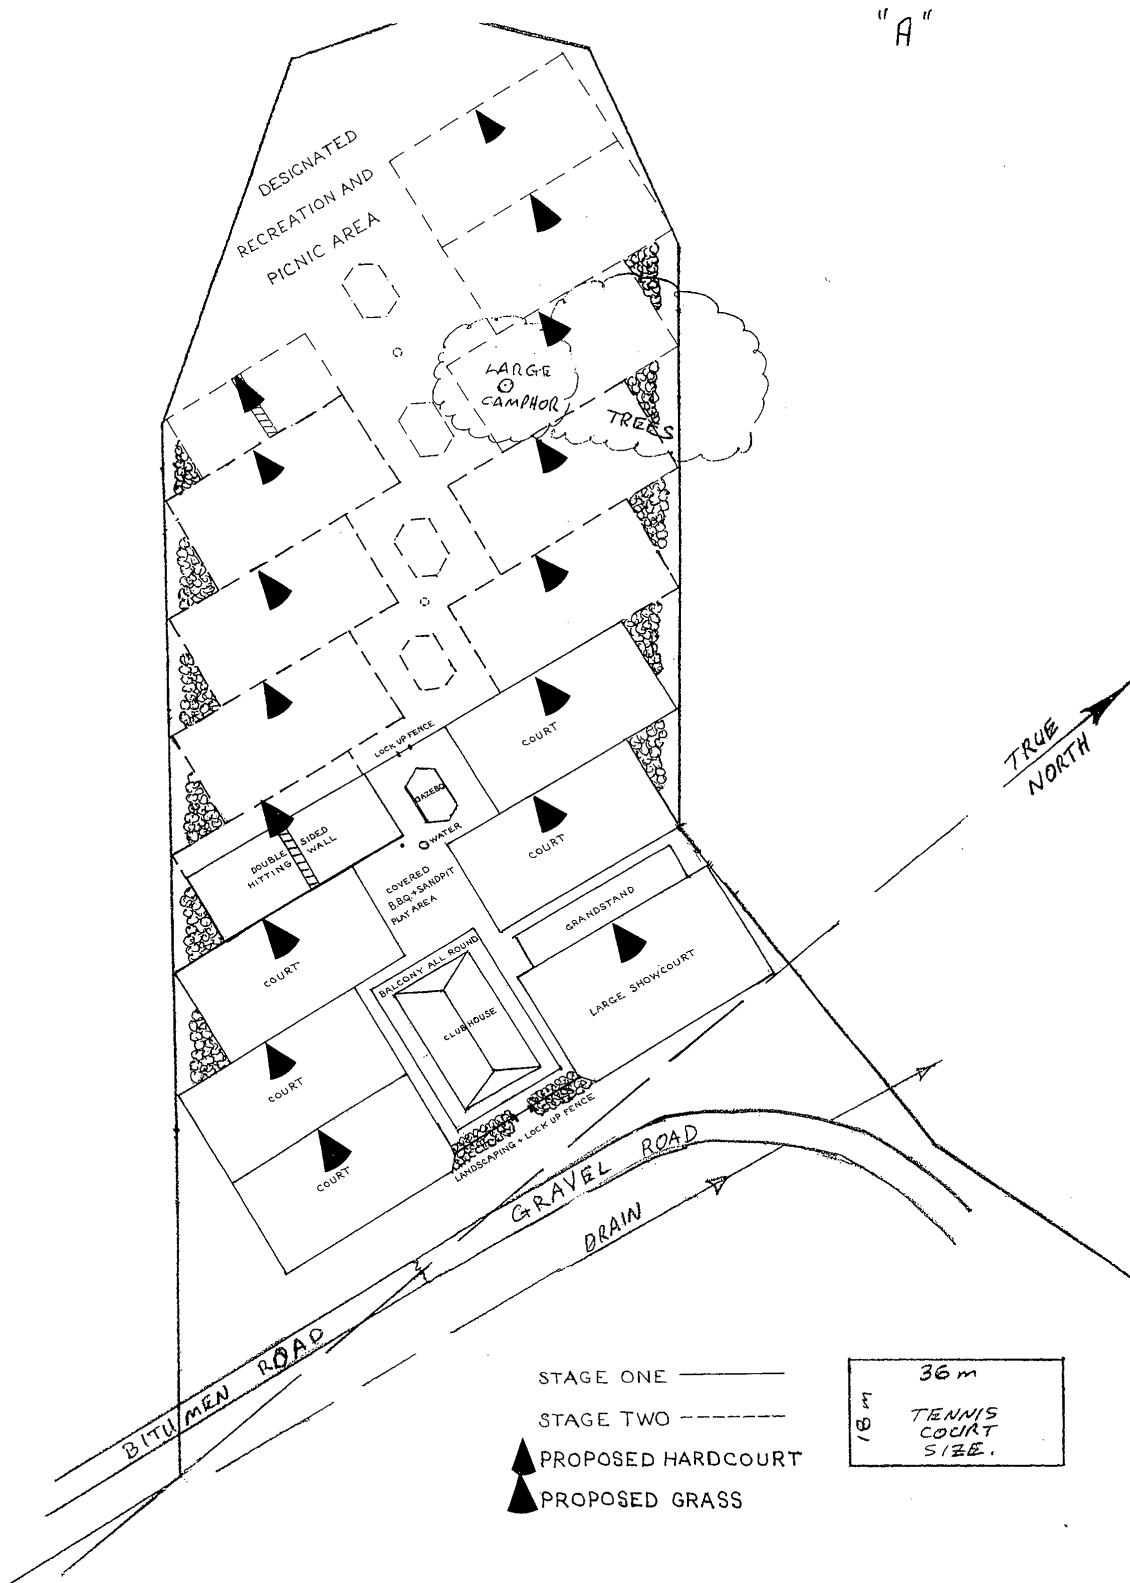 "A"
DESIGNATED
RECREATION AND
PICNIC AREA
LARGE
CAMPHOR
TREES
TRUE
NORTH
LOCK UP FENCE
COURT
GAZEBO
WATER
COURT
DOUBLE SIDED
HITTING WALL
COVERED
B.B.Q. + SANDPIT
PLAY AREA
GRANDSTAND
COURT
BALCONY ALL ROUND
LARGE SHOWCOURT
CLUBHOUSE
COURT
COURT
LANDSCAPING + LOCK UP FENCE
GRAVEL ROAD
DRAIN
BITUMEN ROAD
STAGE ONE
STAGE TWO
PROPOSED HARDCOURT
PROPOSED GRASS
36 m
18 m
TENNIS
COURT
SIZE.